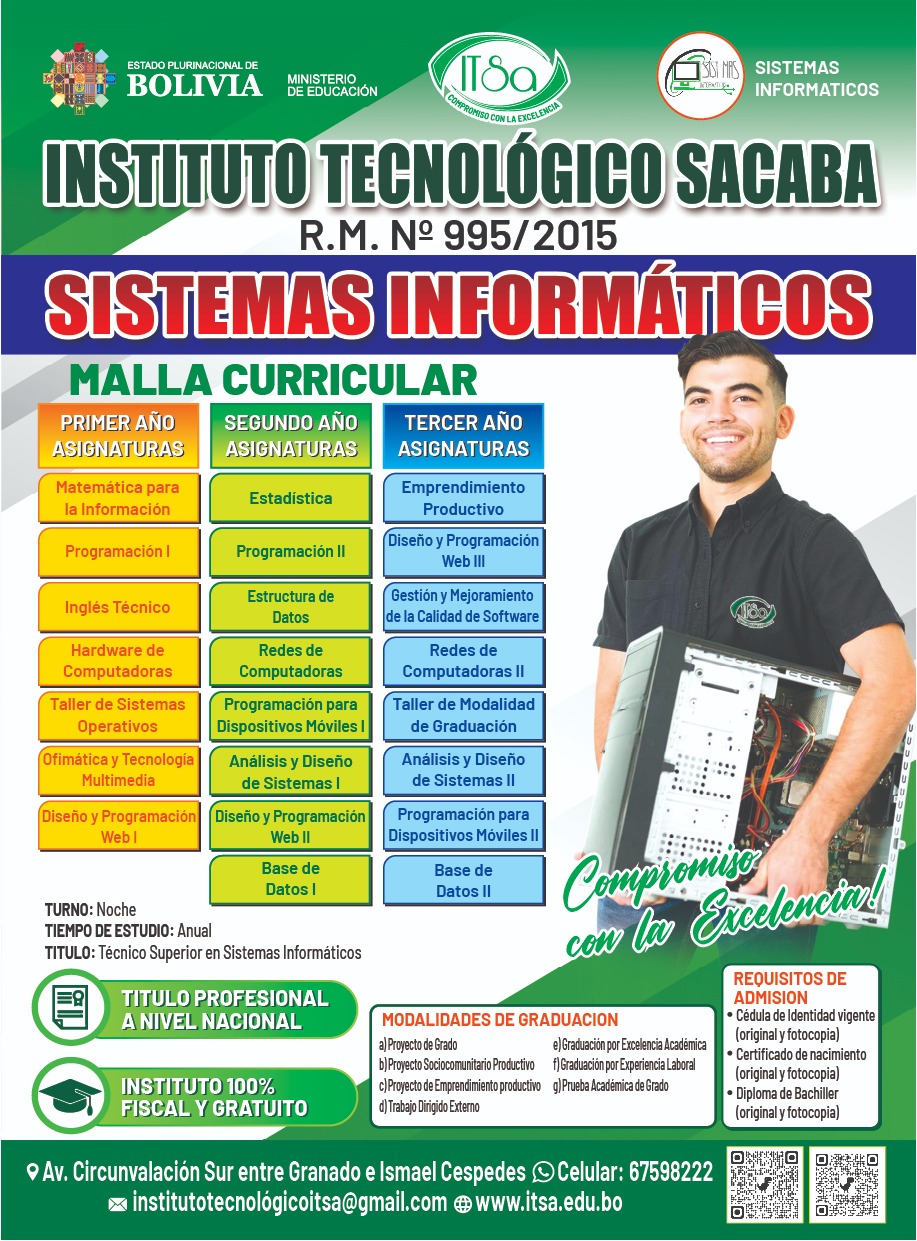 ESTADO PLURINACIONAL DE
BOLIVIA
MINISTERIO
DE EDUCACIÓN
ITSa
COMPROMISO CON LA EXCELENCIA
SISTEMAS
INFORMATICOS
INSTITUTO TECNOLÓGICO SACABA
R.M. Nº 995/2015
SISTEMAS INFORMÁTICOS
MALLA CURRICULAR
PRIMER AÑO
ASIGNATURAS
Matemática para
la Información
Programación I
Inglés Técnico
Hardware de
Computadoras
Taller de Sistemas
Operativos
Ofimática y Tecnología
Multimedia
Diseño y Programación
Web I
SEGUNDO AÑO
ASIGNATURAS
Estadística
Programación II
Estructura de
Datos
Redes de
Computadoras
Programación para
Dispositivos Móviles I
Análisis y Diseño
de Sistemas I
Diseño y Programación
Web II
Base de
Datos I
TERCER AÑO
ASIGNATURAS
Emprendimiento
Productivo
Diseño y Programación
Web III
Gestión y Mejoramiento
de la Calidad de Software
Redes de
Computadoras II
Taller de Modalidad
de Graduación
Análisis y Diseño
de Sistemas II
Programación para
Dispositivos Móviles II
Base de
Datos II
ITSa
Compromiso
con la Excelencia!
TURNO: Noche
TIEMPO DE ESTUDIO: Anual
TITULO: Técnico Superior en Sistemas Informáticos
TITULO PROFESIONAL
A NIVEL NACIONAL
INSTITUTO 100%
FISCAL Y GRATUITO
MODALIDADES DE GRADUACION
a) Proyecto de Grado
b) Proyecto Sociocomunitario Productivo
c) Proyecto de Emprendimiento productivo
d) Trabajo Dirigido Externo
e) Graduación por Excelencia Académica
f) Graduación por Experiencia Laboral
g) Prueba Académica de Grado
REQUISITOS DE
ADMISION
• Cédula de Identidad vigente
(original y fotocopia)
• Certificado de nacimiento
(original y fotocopia)
• Diploma de Bachiller
(original y fotocopia)
Av. Circunvalación Sur entre Granado e Ismael Cespedes Celular: 67598222
institutotecnológicoitsa@gmail.com www.itsa.edu.bo